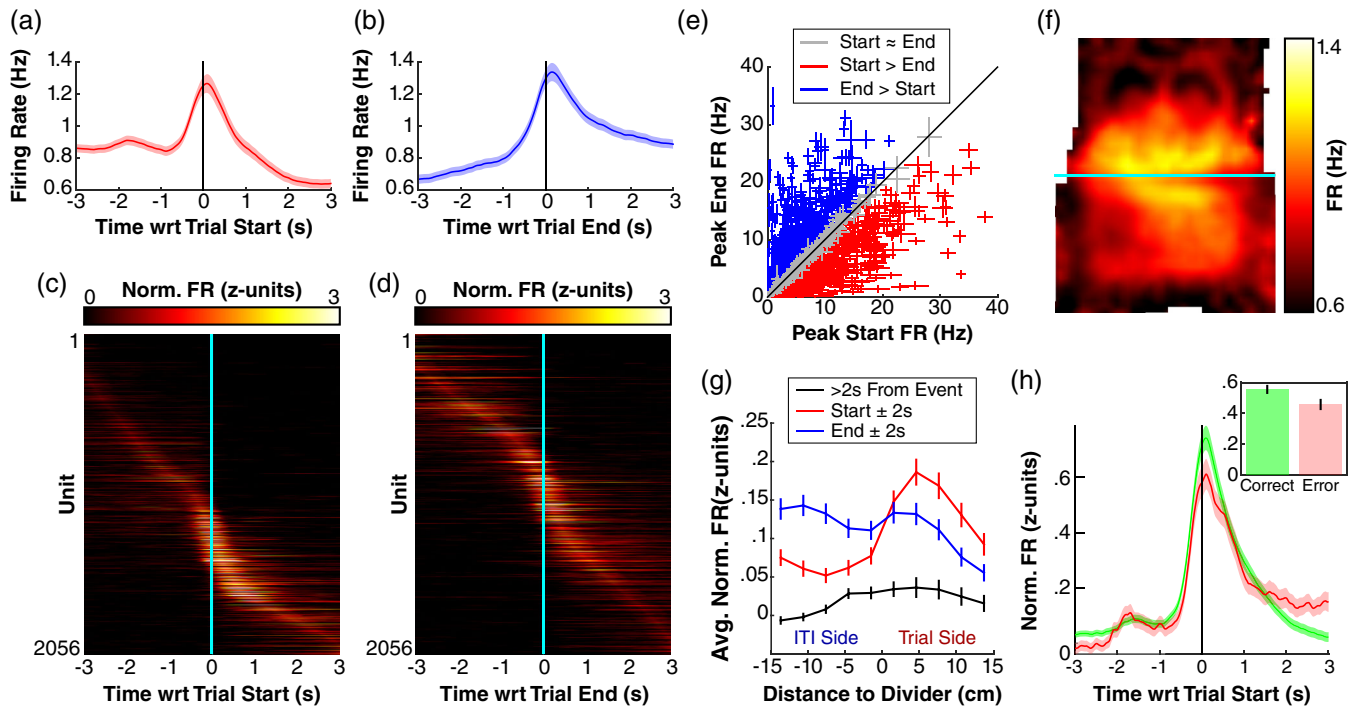 (a)
Firing Rate (Hz)
1.4
1.2
1
0.8
0.6
-3 -2 -1 0 1 2 3
Time wrt Trial Start (s)
(b)
Firing Rate (Hz)
1.4
1.2
1
0.8
0.6
-3 -2 -1 0 1 2 3
Time wrt Trial End (s)
(c)
0 Norm. FR (z-units) 3
1
Unit
2056
-3 -2 -1 0 1 2 3
Time wrt Trial Start (s)
(d)
0 Norm. FR (z-units) 3
-3 -2 -1 0 1 2 3
Time wrt Trial End (s)
(e)
Start ≈ End
Start > End
End > Start
Peak End FR (Hz)
40
30
20
10
0
0 10 20 30 40
Peak Start FR (Hz)
(f)
1.4
FR (Hz)
0.6
(g)
>2s From Event
Start ± 2s
End ± 2s
Avg. Norm. FR(z-units)
.25
.2
.15
.1
.05
0
ITI Side
Trial Side
-15 -10 -5 0 5 10 15
Distance to Divider (cm)
(h)
Norm. FR (z-units)
.6
.4
.2
0
-3 -2 -1 0 1 2 3
Time wrt Trial Start (s)
.6
.4
.2
0
Correct Error